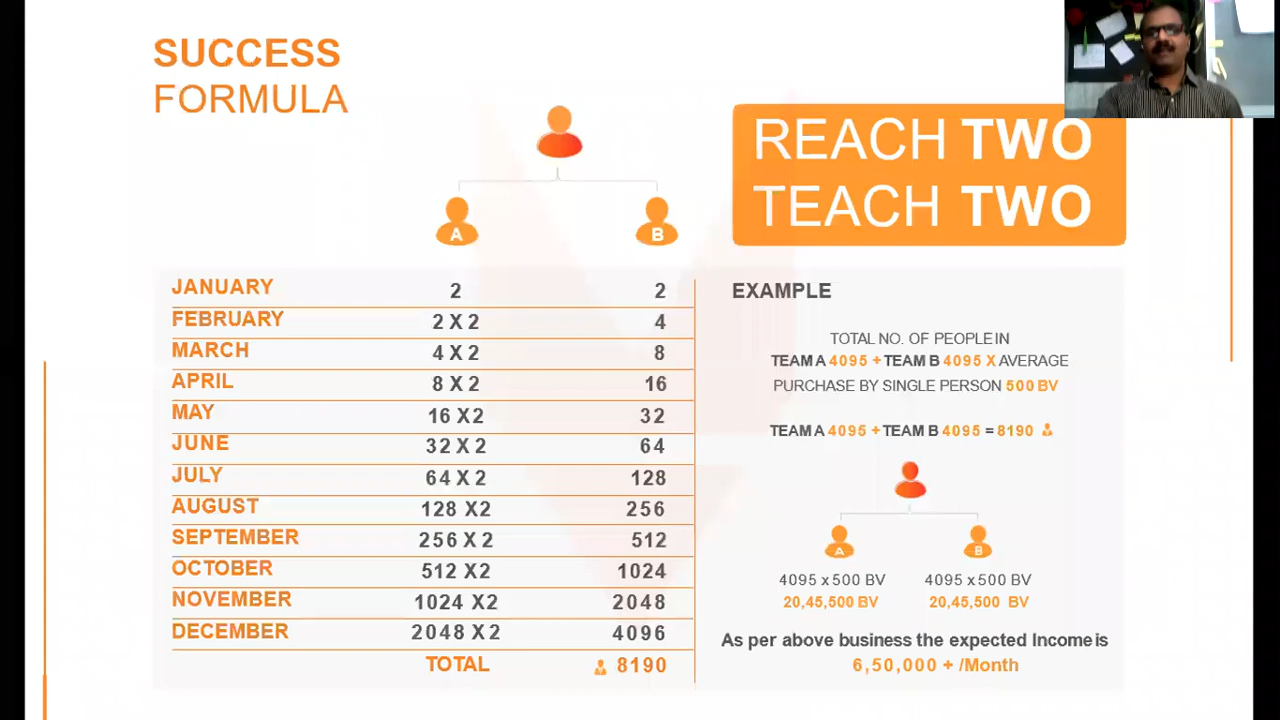 SUCCESS
FORMULA
REACH TWO
TEACH TWO
A
B
JANUARY 2 2
FEBRUARY 2 X 2 4
MARCH 4 X 2 8
APRIL 8 X 2 16
MAY 16 X 2 32
JUNE 32 X 2 64
JULY 64 X 2 128
AUGUST 128 X2 256
SEPTEMBER 256 X 2 512
OCTOBER 512 X2 1024
NOVEMBER 1024 X2 2048
DECEMBER 2048 X 2 4096
TOTAL 8190
EXAMPLE
TOTAL NO. OF PEOPLE IN
TEAM A 4095 + TEAM B 4095 X AVERAGE
PURCHASE BY SINGLE PERSON 500 BV
TEAM A 4095 + TEAM B 4095 = 8190
A
B
4095 x 500 BV 4095 x 500 BV
20,45,500 BV 20,45,500 BV
As per above business the expected Income is
6,50,000 + /Month